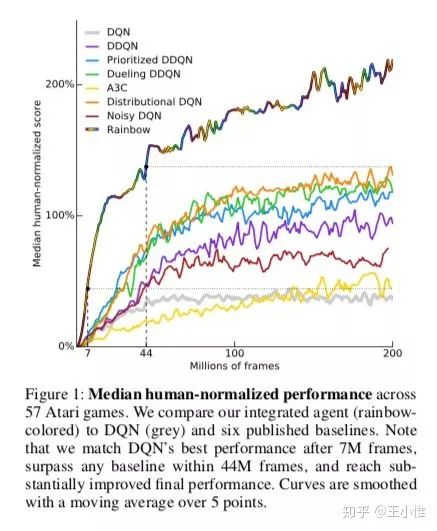 DQN
DDQN
Prioritized DDQN
Dueling DDQN
A3C
Distributional DQN
Noisy DQN
Rainbow
200%
100%
0%
Median human-normalized score
7
44
100
200
Millions of frames
Figure 1: Median human-normalized performance across
57 Atari games. We compare our integrated agent (rainbow-
colored) to DQN (grey) and six published baselines. Note
that we match DQN's best performance after 7M frames,
surpass any baseline within 44M frames, and reach sub-
stantially improved final performance. Curves are smoothed
with a moving average over 5 points.
知乎 @王小惟